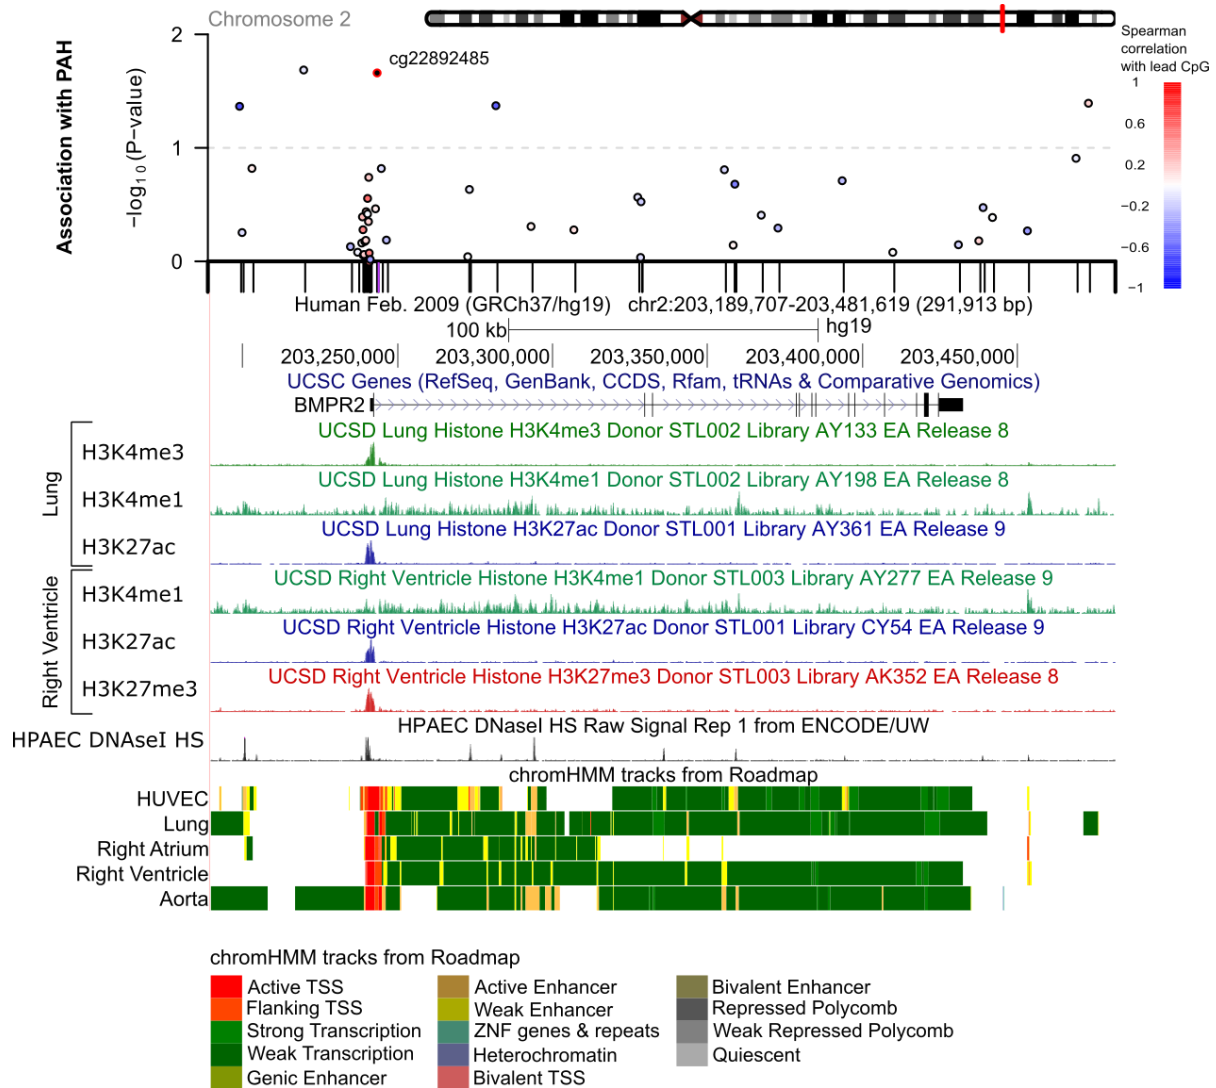 Chromosome 2
Association with PAH
−log10(P−value)
2
1
0
cg22892485
Spearman
correlation
with lead CpG
1
0.6
0.2
−0.2
−0.6
−1
Human Feb. 2009 (GRCh37/hg19) chr2:203,189,707-203,481,619 (291,913 bp)
100 kb hg19
203,250,000 203,300,000 203,350,000 203,400,000 203,450,000
UCSC Genes (RefSeq, GenBank, CCDS, Rfam, tRNAs & Comparative Genomics)
BMPR2
Lung
UCSD Lung Histone H3K4me3 Donor STL002 Library AY133 EA Release 8
H3K4me3
UCSD Lung Histone H3K4me1 Donor STL002 Library AY198 EA Release 8
H3K4me1
UCSD Lung Histone H3K27ac Donor STL001 Library AY361 EA Release 9
H3K27ac
Right Ventricle
UCSD Right Ventricle Histone H3K4me1 Donor STL003 Library AY277 EA Release 9
H3K4me1
UCSD Right Ventricle Histone H3K27ac Donor STL001 Library CY54 EA Release 9
H3K27ac
UCSD Right Ventricle Histone H3K27me3 Donor STL003 Library AK352 EA Release 8
H3K27me3
HPAEC DNaseI HS Raw Signal Rep 1 from ENCODE/UW
HPAEC DNAseI HS
chromHMM tracks from Roadmap
HUVEC
Lung
Right Atrium
Right Ventricle
Aorta
chromHMM tracks from Roadmap
Active TSS
Flanking TSS
Strong Transcription
Weak Transcription
Genic Enhancer
Active Enhancer
Weak Enhancer
ZNF genes & repeats
Heterochromatin
Bivalent TSS
Bivalent Enhancer
Repressed Polycomb
Weak Repressed Polycomb
Quiescent